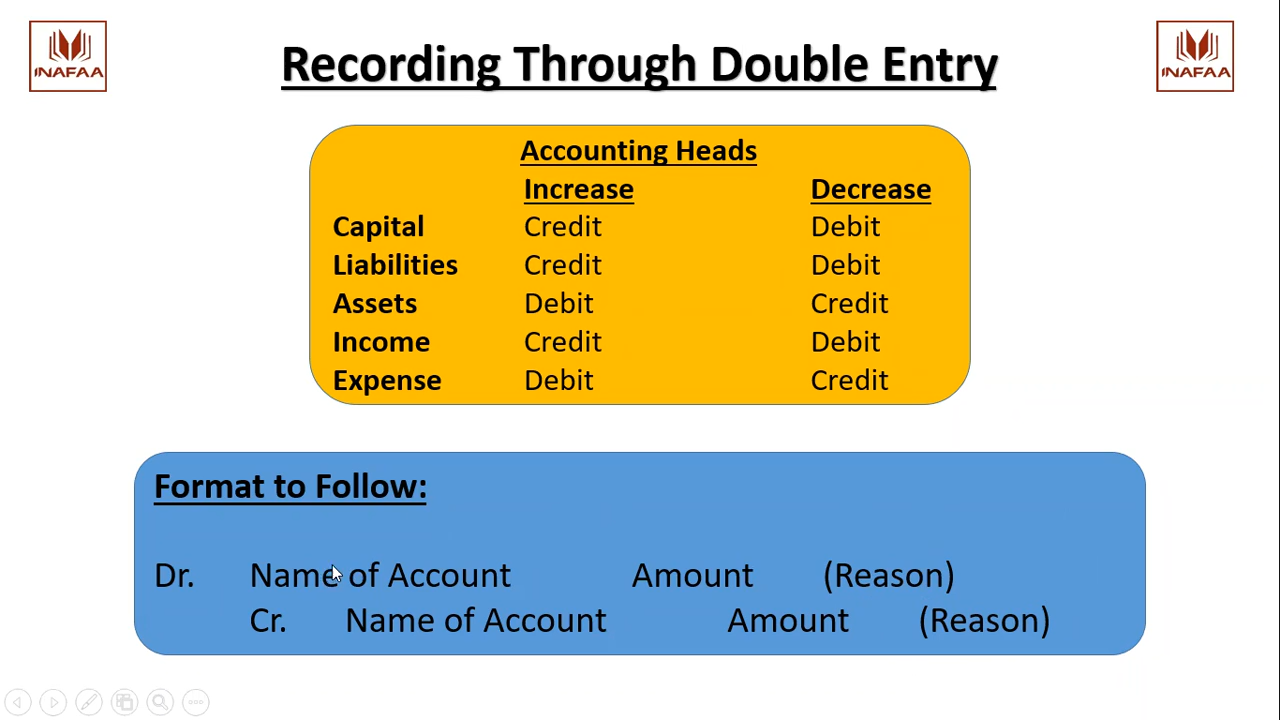 INAFAA
Recording Through Double Entry
INAFAA
Accounting Heads
Increase Decrease
Capital Credit Debit
Liabilities Credit Debit
Assets Debit Credit
Income Credit Debit
Expense Debit Credit
Format to Follow:
Dr. Name of Account Amount (Reason)
Cr. Name of Account Amount (Reason)